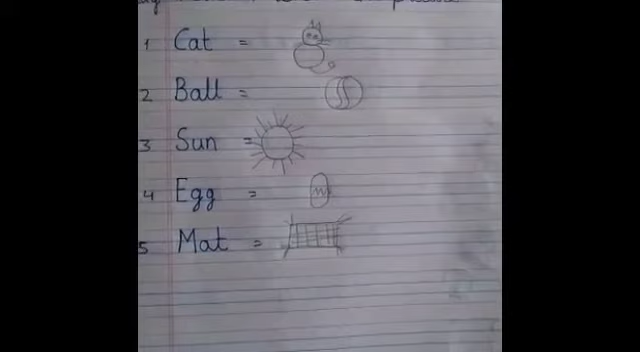 1 Cat =
2 Ball =
3 Sun =
4 Egg =
5 Mat =